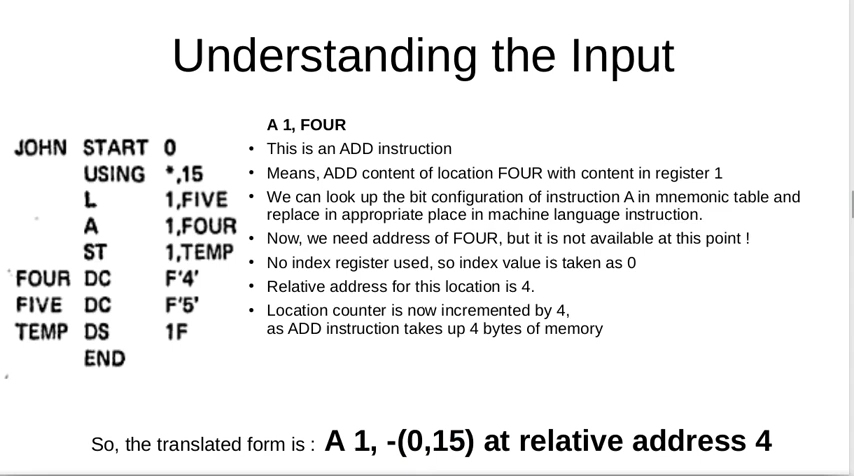 Understanding the Input
JOHN START 0
USING *,15
L 1,FIVE
A 1,FOUR
ST 1,TEMP
FOUR DC F'4'
FIVE DC F'5'
TEMP DS 1F
END
A 1, FOUR
• This is an ADD instruction
• Means, ADD content of location FOUR with content in register 1
• We can look up the bit configuration of instruction A in mnemonic table and
replace in appropriate place in machine language instruction.
• Now, we need address of FOUR, but it is not available at this point !
• No index register used, so index value is taken as 0
• Relative address for this location is 4.
• Location counter is now incremented by 4,
as ADD instruction takes up 4 bytes of memory
So, the translated form is : A 1, -(0,15) at relative address 4